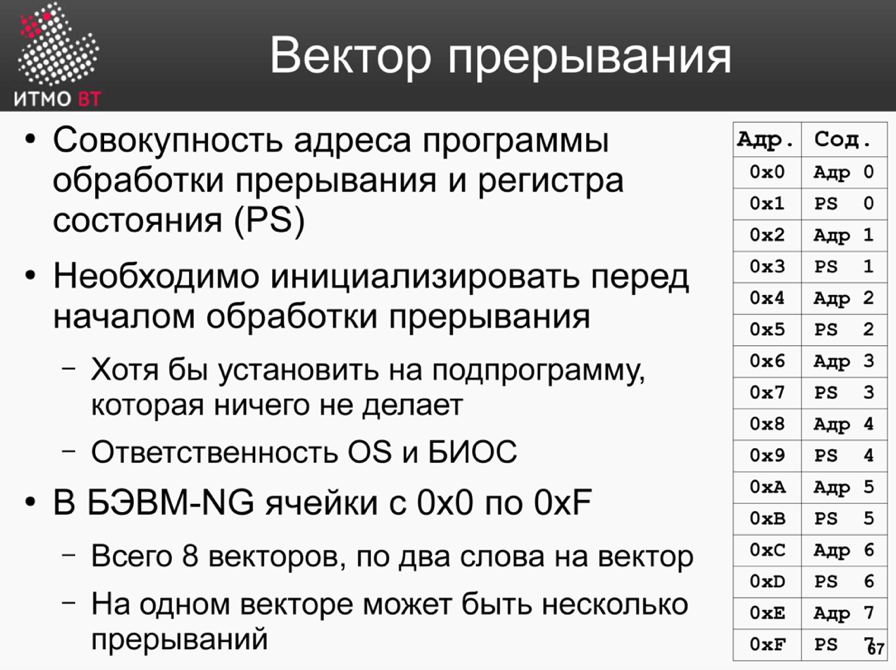 ИТМО ВТ
Вектор прерывания
• Совокупность адреса программы
обработки прерывания и регистра
состояния (PS)
• Необходимо инициализировать перед
началом обработки прерывания
– Хотя бы установить на подпрограмму,
которая ничего не делает
– Ответственность OS и БИОС
• В БЭВМ-NG ячейки с 0x0 по 0xF
– Всего 8 векторов, по два слова на вектор
– На одном векторе может быть несколько
прерываний
Адр. Сод.
0x0 Адр 0
0x1 PS 0
0x2 Адр 1
0x3 PS 1
0x4 Адр 2
0x5 PS 2
0x6 Адр 3
0x7 PS 3
0x8 Адр 4
0x9 PS 4
0xA Адр 5
0xB PS 5
0xC Адр 6
0xD PS 6
0xE Адр 7
0xF PS 7
67